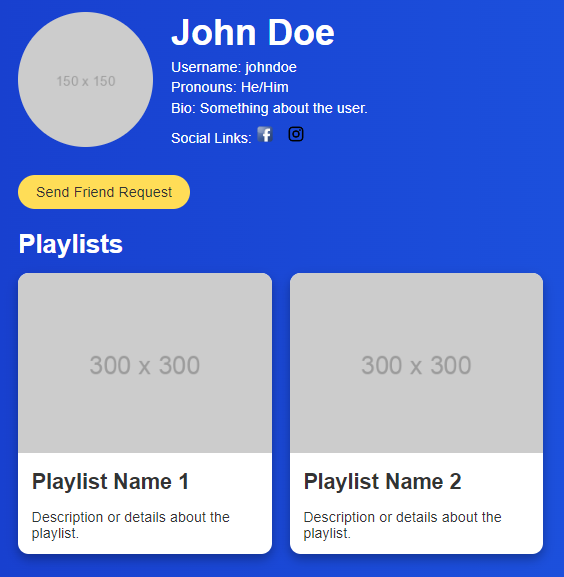 150 x 150
John Doe
Username: johndoe
Pronouns: He/Him
Bio: Something about the user.
Social Links:
Send Friend Request
Playlists
300 x 300
Playlist Name 1
Description or details about the
playlist.
300 x 300
Playlist Name 2
Description or details about the
playlist.